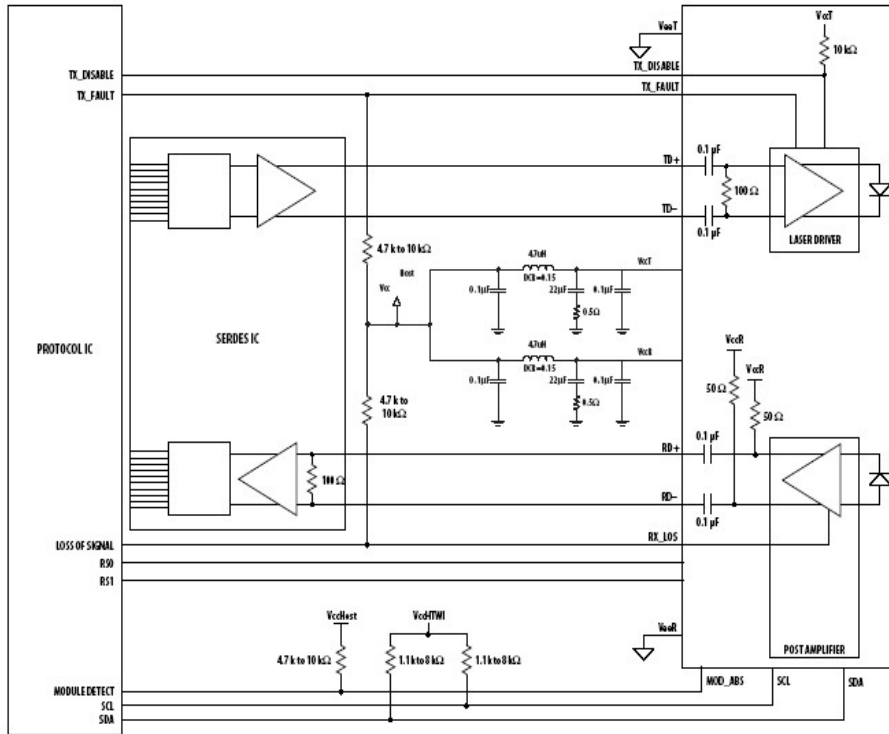 VeeT
VccT
10 kΩ
TX_DISABLE
TX_DISABLE
TX_FAULT
TX_FAULT
0.1 µF
TD+
100 Ω
TD−
0.1 µF
LASER DRIVER
4.7 k to 10 kΩ
Host
Vcc
4.7uH
DCR=0.15
VccT
0.1µF
22µF
0.1µF
0.5Ω
SERDES IC
PROTOCOL IC
4.7uH
DCR=0.15
VccR
0.1µF
22µF
0.1µF
0.5Ω
4.7 k to
10 kΩ
VccR
50 Ω
VccR
50 Ω
0.1 µF
RD+
100 Ω
RD−
0.1 µF
LOSS OF SIGNAL
RX_LOS
RS0
RS1
VccHost
VccHTWI
VeeR
POST AMPLIFIER
4.7 k to 10 kΩ
1.1k to 8 kΩ
1.1k to 8 kΩ
MODULE DETECT
MOD_ABS
SCL
SDA
SCL
SDA